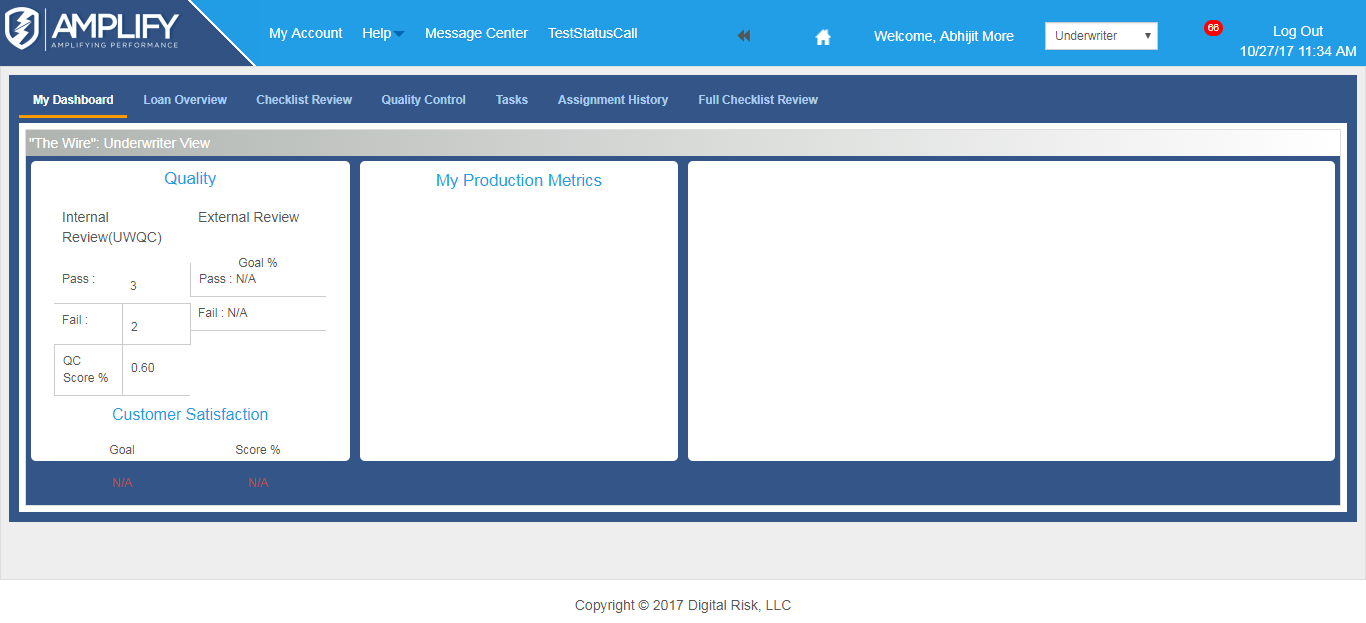 AMPLIFY
AMPLIFYING PERFORMANCE
My Account Help Message Center TestStatusCall
Welcome, Abhijit More
Underwriter
66
Log Out
10/27/17 11:34 AM
My Dashboard Loan Overview Checklist Review Quality Control Tasks Assignment History Full Checklist Review
"The Wire": Underwriter View
Quality
Internal
Review(UWQC)
External Review
Pass :
3
Fail :
2
QC
Score %
0.60
Goal %
Pass : N/A
Fail : N/A
Customer Satisfaction
Goal Score %
N/A N/A
My Production Metrics
Copyright © 2017 Digital Risk, LLC